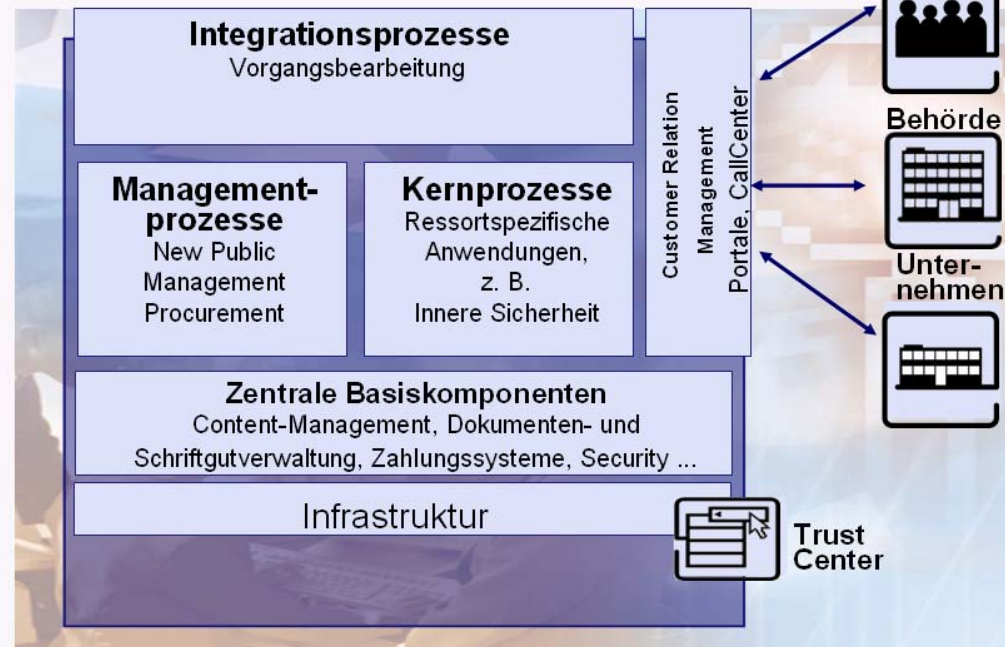 Integrationsprozesse
Vorgangsbearbeitung
Management-
prozesse
New Public
Management
Procurement
Kernprozesse
Ressortspezifische
Anwendungen,
z. B.
Innere Sicherheit
Customer Relation
Management
Portale, CallCenter
Behörde
Unter-
nehmen
Zentrale Basiskomponenten
Content-Management, Dokumenten- und
Schriftgutverwaltung, Zahlungssysteme, Security ...
Infrastruktur
Trust
Center